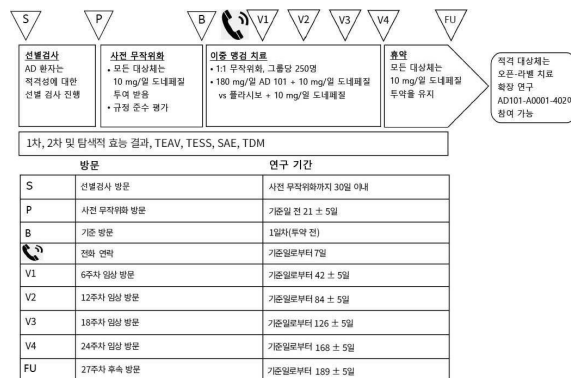 S P B V1 V2 V3 V4 FU
선별검사
AD 환자는
적격성에 대한
선별 검사 진행
사전 무작위화
• 모든 대상체는
10 mg/일 도네페질
투여 받음
• 규정 준수 평가
이중 맹검 치료
• 1:1 무작위화, 그룹당 250명
• 180 mg/일 AD 101 + 10 mg/일 도네페질
vs 플라시보 + 10 mg/일 도네페질
휴약
모든 대상체는
10 mg/일 도네페질
투약을 유지
적격 대상체는
오픈-라벨 치료
확장 연구
AD101-A0001-4020
참여 가능
1차, 2차 및 탐색적 효능 결과, TEAV, TESS, SAE, TDM
방문 연구 기간
S 선별검사 방문 사전 무작위화까지 30일 이내
P 사전 무작위화 방문 기준일 전 21 ± 5일
B 기준 방문 1일차(투약 전)
전화 연락 기준일로부터 7일
V1 6주차 임상 방문 기준일로부터 42 ± 5일
V2 12주차 임상 방문 기준일로부터 84 ± 5일
V3 18주차 임상 방문 기준일로부터 126 ± 5일
V4 24주차 임상 방문 기준일로부터 168 ± 5일
FU 27주차 후속 방문 기준일로부터 189 ± 5일